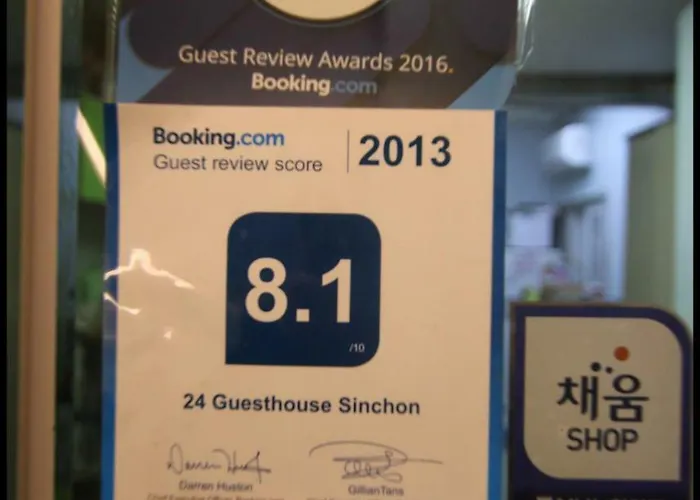 Guest Review Awards 2016.
Booking.com
Booking.com
Guest review score
2013
8.1
/10
24 Guesthouse Sinchon
Darren Huston
Gillian Tans
채움
SHOP